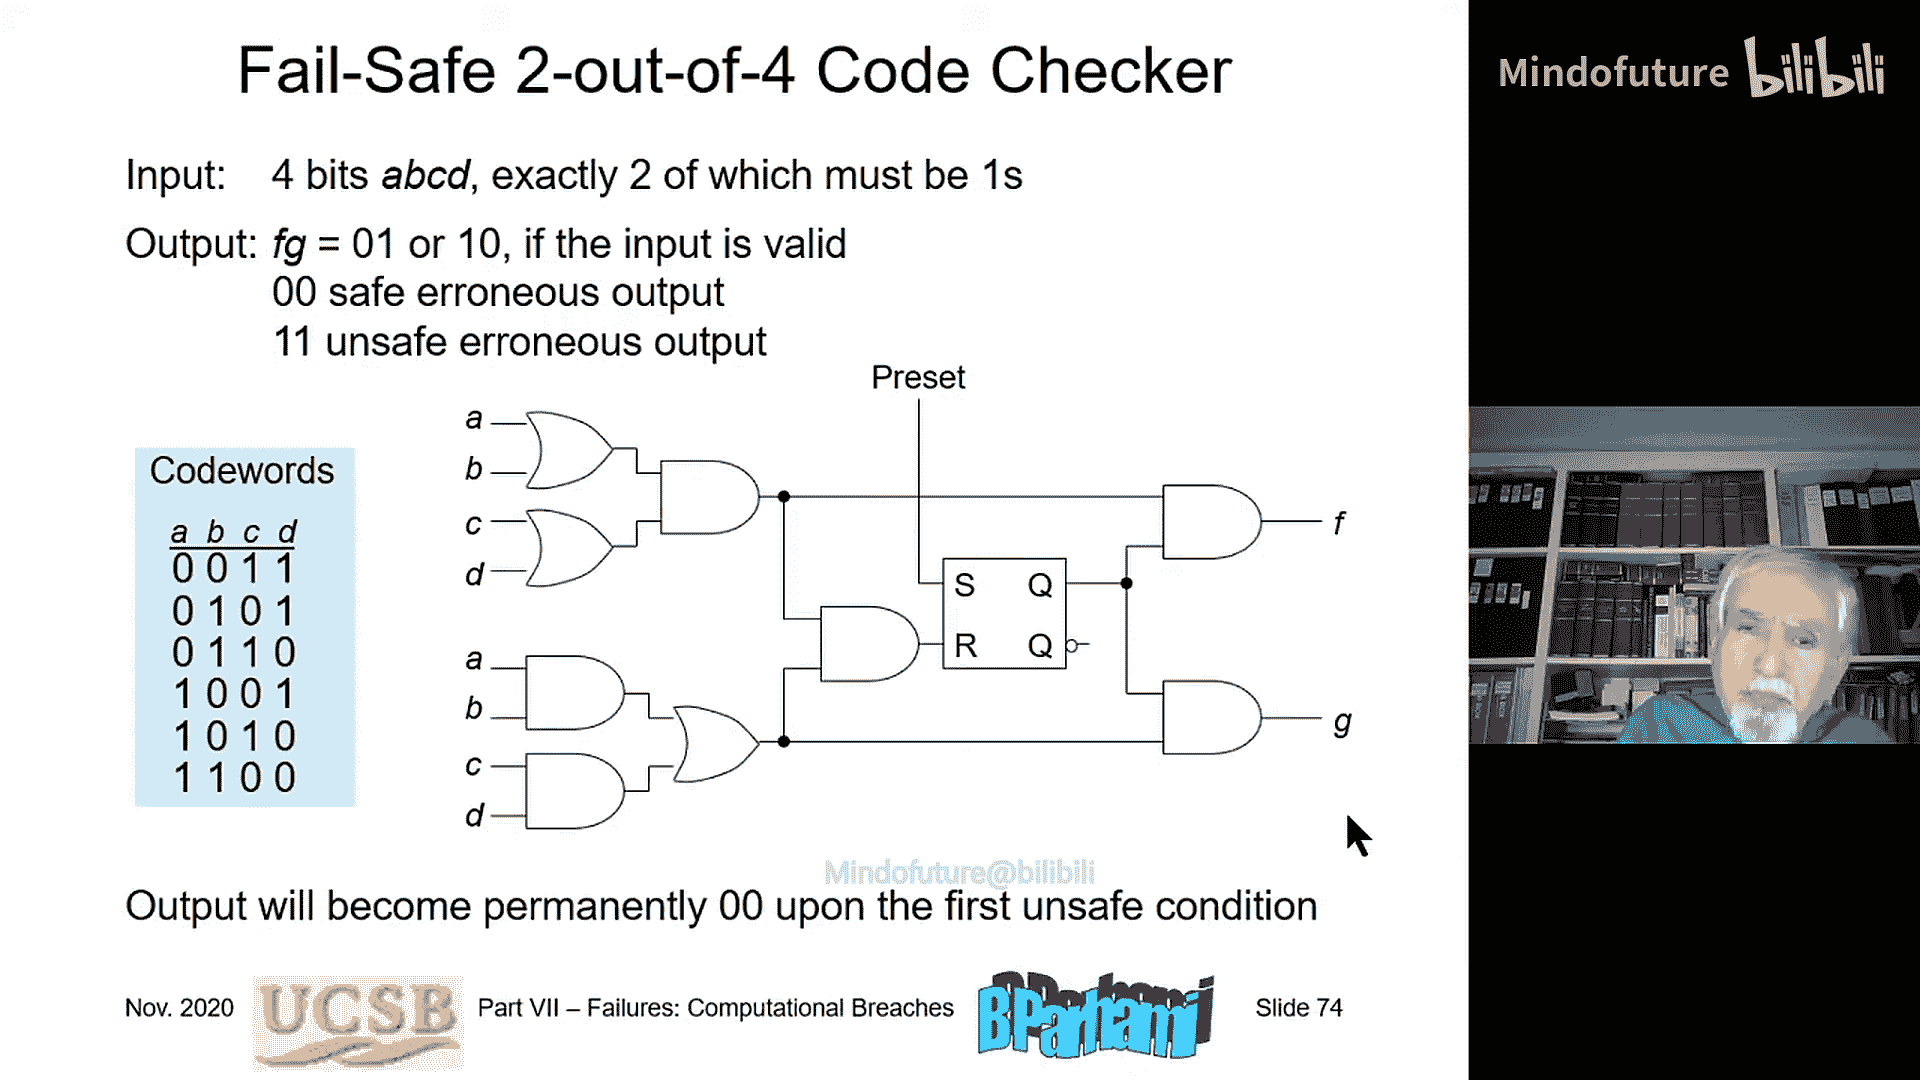 Fail-Safe 2-out-of-4 Code Checker
Mindofuture bilibili
Input: 4 bits abcd, exactly 2 of which must be 1s
Output: fg = 01 or 10, if the input is valid
00 safe erroneous output
11 unsafe erroneous output
Preset
a
b
c
d
a
b
c
d
S Q
R Q
f
g
Codewords
a b c d
0 0 1 1
0 1 0 1
0 1 1 0
1 0 0 1
1 0 1 0
1 1 0 0
Mindofuture@bilibili
Output will become permanently 00 upon the first unsafe condition
Nov. 2020 UCSB Part VII – Failures: Computational Breaches BParhami Slide 74